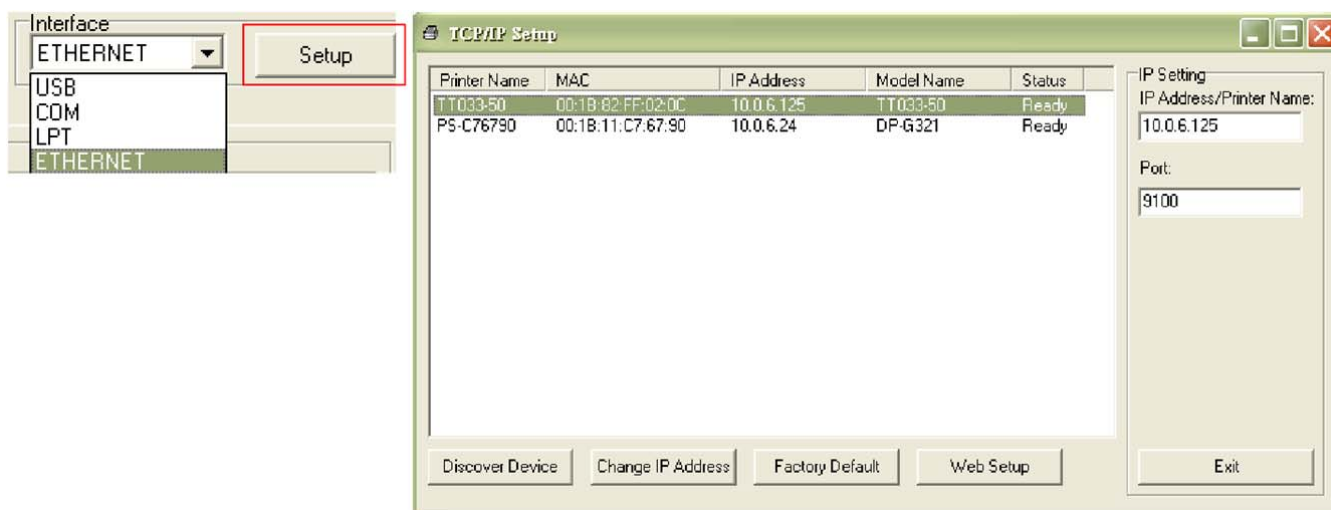 Interface
ETHERNET
Setup
USB
COM
LPT
ETHERNET
TCP/IP Setup
Printer Name MAC IP Address Model Name Status
TT033-50 00:1B:82:FF:02:0C 10.0.6.125 TT033-50 Ready
PS-C76790 00:1B:11:C7:67:90 10.0.6.24 DP-G321 Ready
IP Setting
IP Address/Printer Name:
10.0.6.125
Port:
9100
Discover Device Change IP Address Factory Default Web Setup Exit